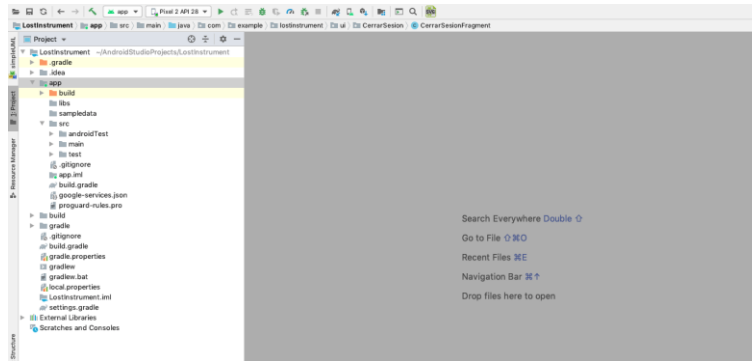 app Pixel 2 API 28
LostInstrument app src main java com example lostinstrument ui CerrarSesion CerrarSesionFragment
Project
LostInstrument ~/AndroidStudioProjects/LostInstrument
.gradle
.idea
app
build
libs
sampledata
src
androidTest
main
test
.gitignore
app.iml
build.gradle
google-services.json
proguard-rules.pro
build
gradle
.gitignore
build.gradle
gradle.properties
gradlew
gradlew.bat
local.properties
LostInstrument.iml
settings.gradle
External Libraries
Scratches and Consoles
simpleUML
1: Project
Resource Manager
Structure
Search Everywhere Double ⇧
Go to File ⇧⌘O
Recent Files ⌘E
Navigation Bar ⌘↑
Drop files here to open